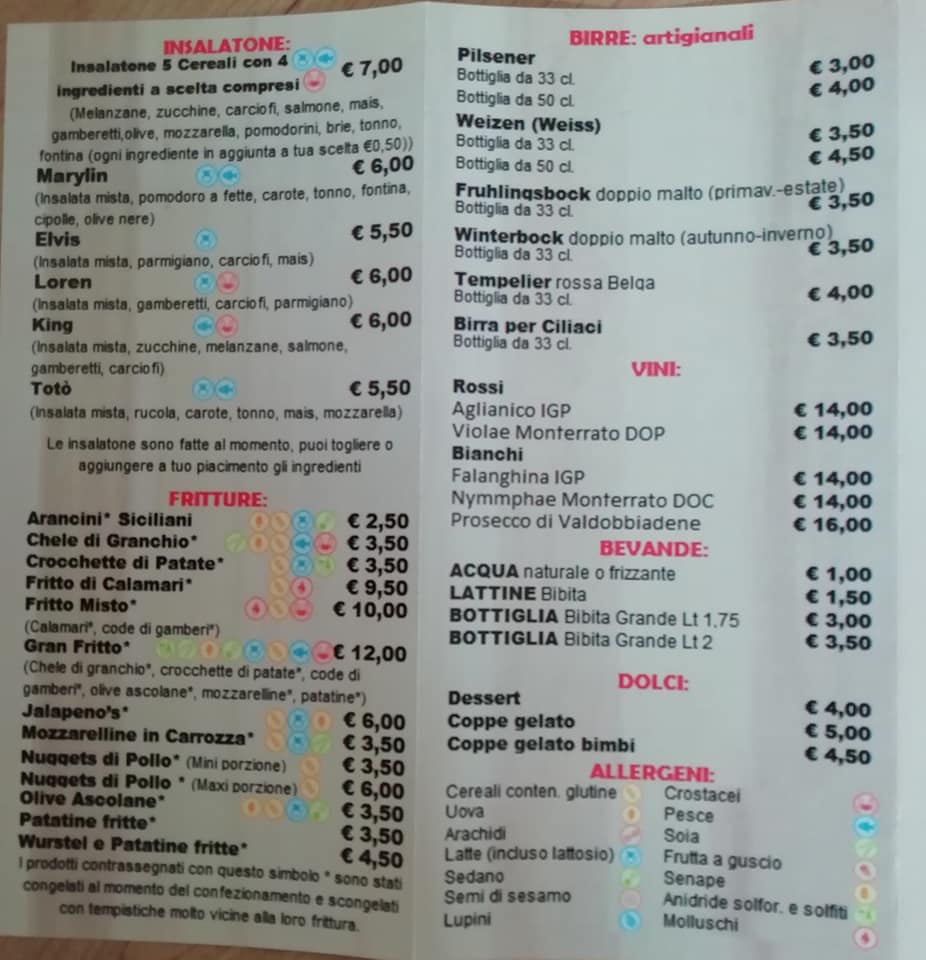 INSALATONE:
Insalatone 5 Cereali con 4
ingredienti a scelta compresi € 7,00
(Melanzane, zucchine, carciofi, salmone, mais,
gamberetti,olive, mozzarella, pomodorini, brie, tonno,
fontina (ogni ingrediente in aggiunta a tua scelta €0,50))
Marylin € 6,00
(Insalata mista, pomodoro a fette, carote, tonno, fontina,
cipolle, olive nere)
Elvis € 5,50
(Insalata mista, parmigiano, carciofi, mais)
Loren € 6,00
(Insalata mista, gamberetti, carciofi, parmigiano)
King € 6,00
(Insalata mista, zucchine, melanzane, salmone,
gamberetti, carciofi)
Totò € 5,50
(Insalata mista, rucola, carote, tonno, mais, mozzarella)
Le insalatone sono fatte al momento, puoi togliere o
aggiungere a tuo piacimento gli ingredienti
FRITTURE:
Arancini* Siciliani € 2,50
Chele di Granchio* € 3,50
Crocchette di Patate* € 3,50
Fritto di Calamari* € 9,50
Fritto Misto* € 10,00
(Calamari*, code di gamberi*)
Gran Fritto* € 12,00
(Chele di granchio*, crocchette di patate*, code di
gamberi*, olive ascolane*, mozzarelline*, patatine*)
Jalapeno's* € 6,00
Mozzarelline in Carrozza* € 3,50
Nuggets di Pollo* (Mini porzione) € 3,50
Nuggets di Pollo * (Maxi porzione) € 6,00
Olive Ascolane* € 3,50
Patatine fritte* € 3,50
Wurstel e Patatine fritte* € 4,50
I prodotti contrassegnati con questo simbolo * sono stati
congelati al momento del confezionamento e scongelati
con tempistiche molto vicine alla loro frittura.
BIRRE: artigianali
Pilsener
Bottiglia da 33 cl. € 3,00
Bottiglia da 50 cl. € 4,00
Weizen (Weiss)
Bottiglia da 33 cl. € 3,50
Bottiglia da 50 cl. € 4,50
Fruhlingsbock doppio malto (primav.-estate)
Bottiglia da 33 cl. € 3,50
Winterbock doppio malto (autunno-inverno)
Bottiglia da 33 cl. € 3,50
Tempelier rossa Belga
Bottiglia da 33 cl. € 4,00
Birra per Ciliaci
Bottiglia da 33 cl. € 3,50
VINI:
Rossi
Aglianico IGP € 14,00
Violae Monterrato DOP € 14,00
Bianchi
Falanghina IGP € 14,00
Nymmphae Monterrato DOC € 14,00
Prosecco di Valdobbiadene € 16,00
BEVANDE:
ACQUA naturale o frizzante € 1,00
LATTINE Bibita € 1,50
BOTTIGLIA Bibita Grande Lt 1.75 € 3,00
BOTTIGLIA Bibita Grande Lt 2 € 3,50
DOLCI:
Dessert € 4,00
Coppe gelato € 5,00
Coppe gelato bimbi € 4,50
ALLERGENI:
Cereali conten. glutine Crostacei
Uova Pesce
Arachidi Soia
Latte (incluso lattosio) Frutta a guscio
Sedano Senape
Semi di sesamo Anidride solfor. e solfiti
Lupini Molluschi